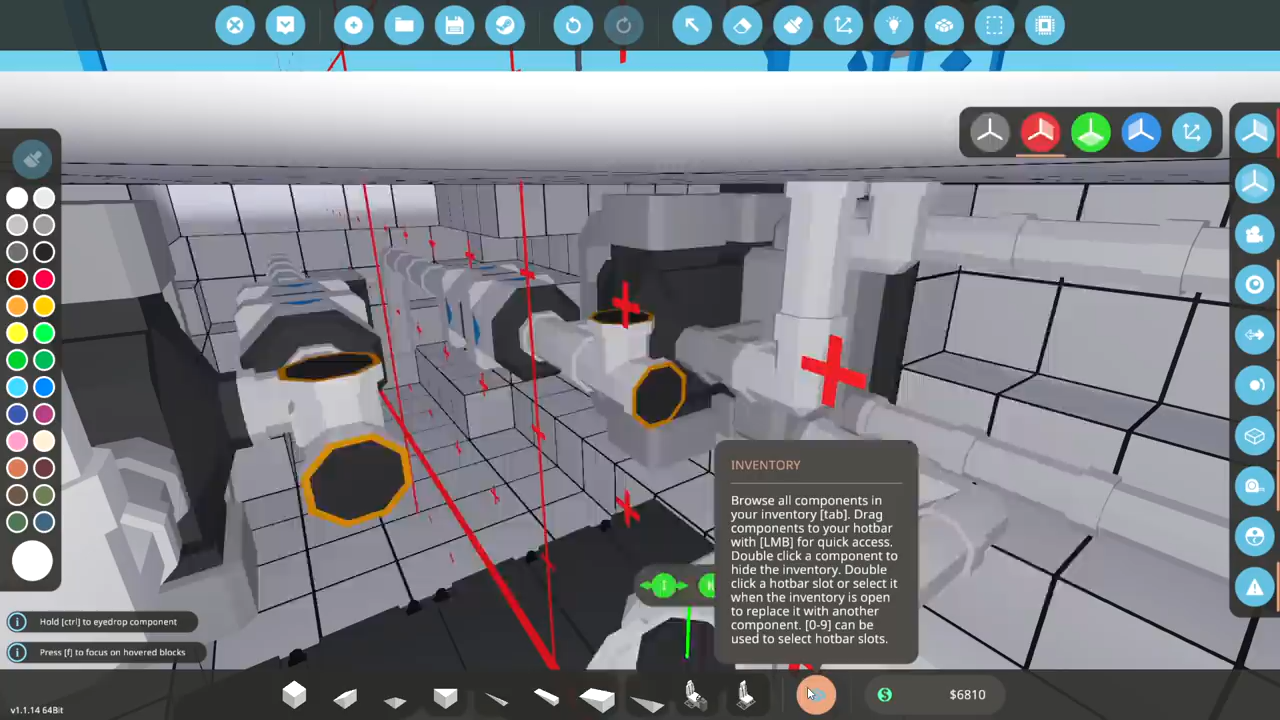 INVENTORY
Browse all components in
your inventory [tab]. Drag
components to your hotbar
with [LMB] for quick access.
Double click a component to
hide the inventory. Double
click a hotbar slot or select it
when the inventory is open
to replace it with another
component. [0-9] can be
used to select hotbar slots.
Hold [ctrl] to eyedrop component
Press [f] to focus on hovered blocks
v1.1.14 64Bit
$ $6810